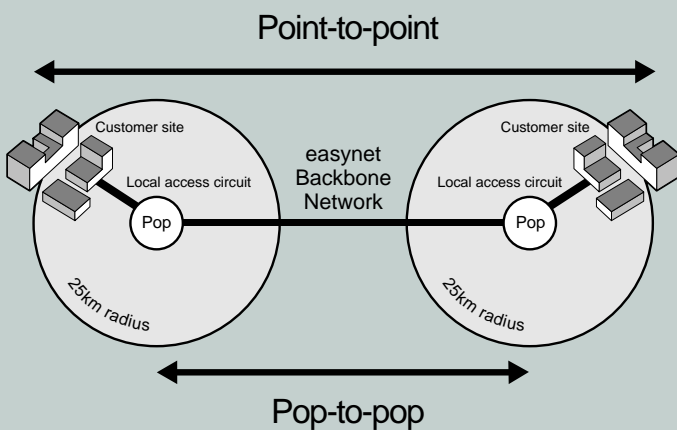 Point-to-point
Customer site
Local access circuit
Pop
25km radius
easynet
Backbone
Network
Customer site
Local access circuit
Pop
25km radius
Pop-to-pop